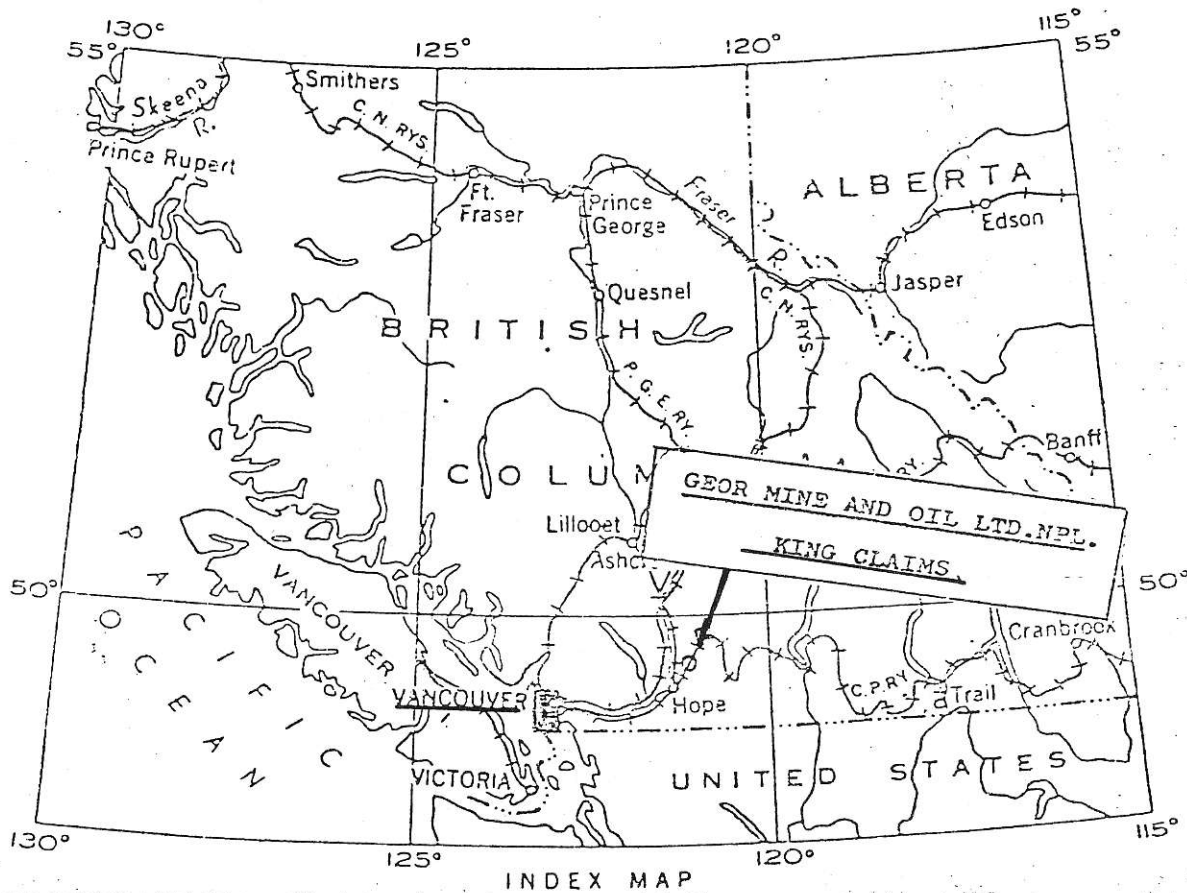 130°
125°
120°
115°
55°
55°
Skeena
R.
Prince Rupert
Smithers
C. N. RYS.
Ft.
Fraser
Prince
George
Fraser
R.
ALBERTA
Edson
Jasper
Quesnel
C. N. RYS.
BRITISH
P. G. E. RY.
Banff
RY.
COLUM
GEOR MINE AND OIL LTD.NPL.
KING CLAIMS.
Lillooet
Ashc
50°
50°
VANCOUVER
PACIFIC
OCEAN
Cranbrook
VANCOUVER
Hope
C. P. RY.
Trail
VICTORIA
UNITED STATES
130°
125°
120°
115°
INDEX MAP